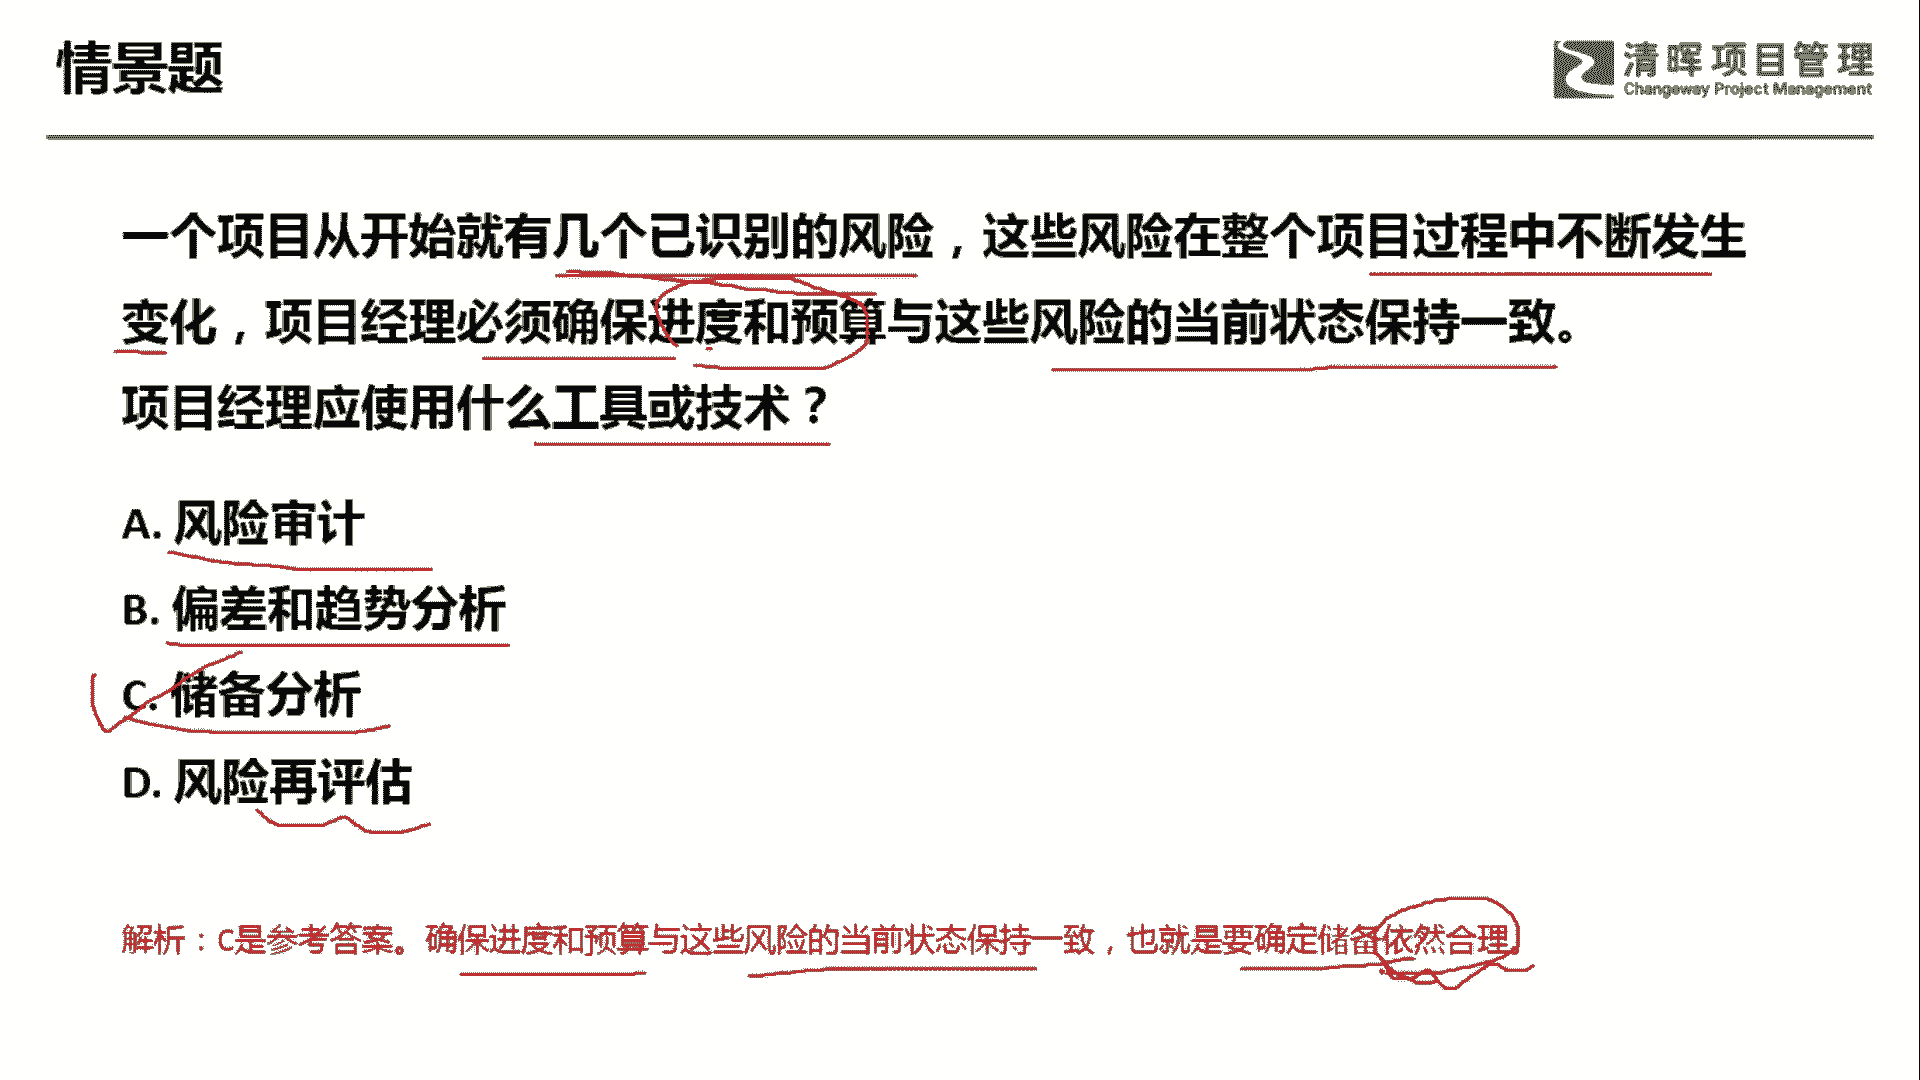 情景题
清晖项目管理
Changeway Project Management
一个项目从开始就有几个已识别的风险，这些风险在整个项目过程中不断发生
变化，项目经理必须确保进度和预算与这些风险的当前状态保持一致。
项目经理应使用什么工具或技术？
A. 风险审计
B. 偏差和趋势分析
C. 储备分析
D. 风险再评估
解析：C是参考答案。确保进度和预算与这些风险的当前状态保持一致，也就是要确定储备依然合理。